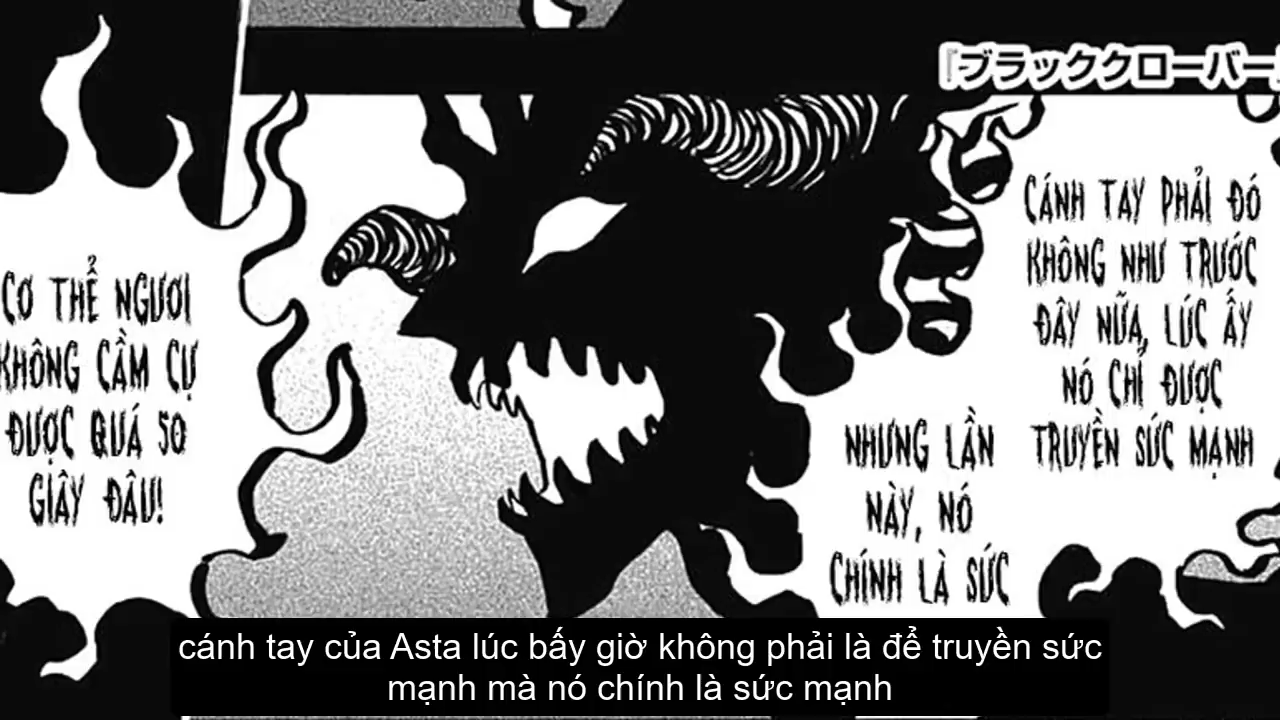 『ブラッククローバー』
CÁNH TAY PHẢI ĐÓ
KHÔNG NHƯ TRƯỚC
ĐÂY NỮA, LÚC ẤY
NÓ CHỈ ĐƯỢC
TRUYỀN SỨC MẠNH
NHƯNG LẦN
NÀY, NÓ
CHÍNH LÀ SỨC
CƠ THỂ NGƯƠI
KHÔNG CẦM CỰ
ĐƯỢC QUÁ 50
GIÂY ĐÂU!
cánh tay của Asta lúc bấy giờ không phải là để truyền sức
mạnh mà nó chính là sức mạnh